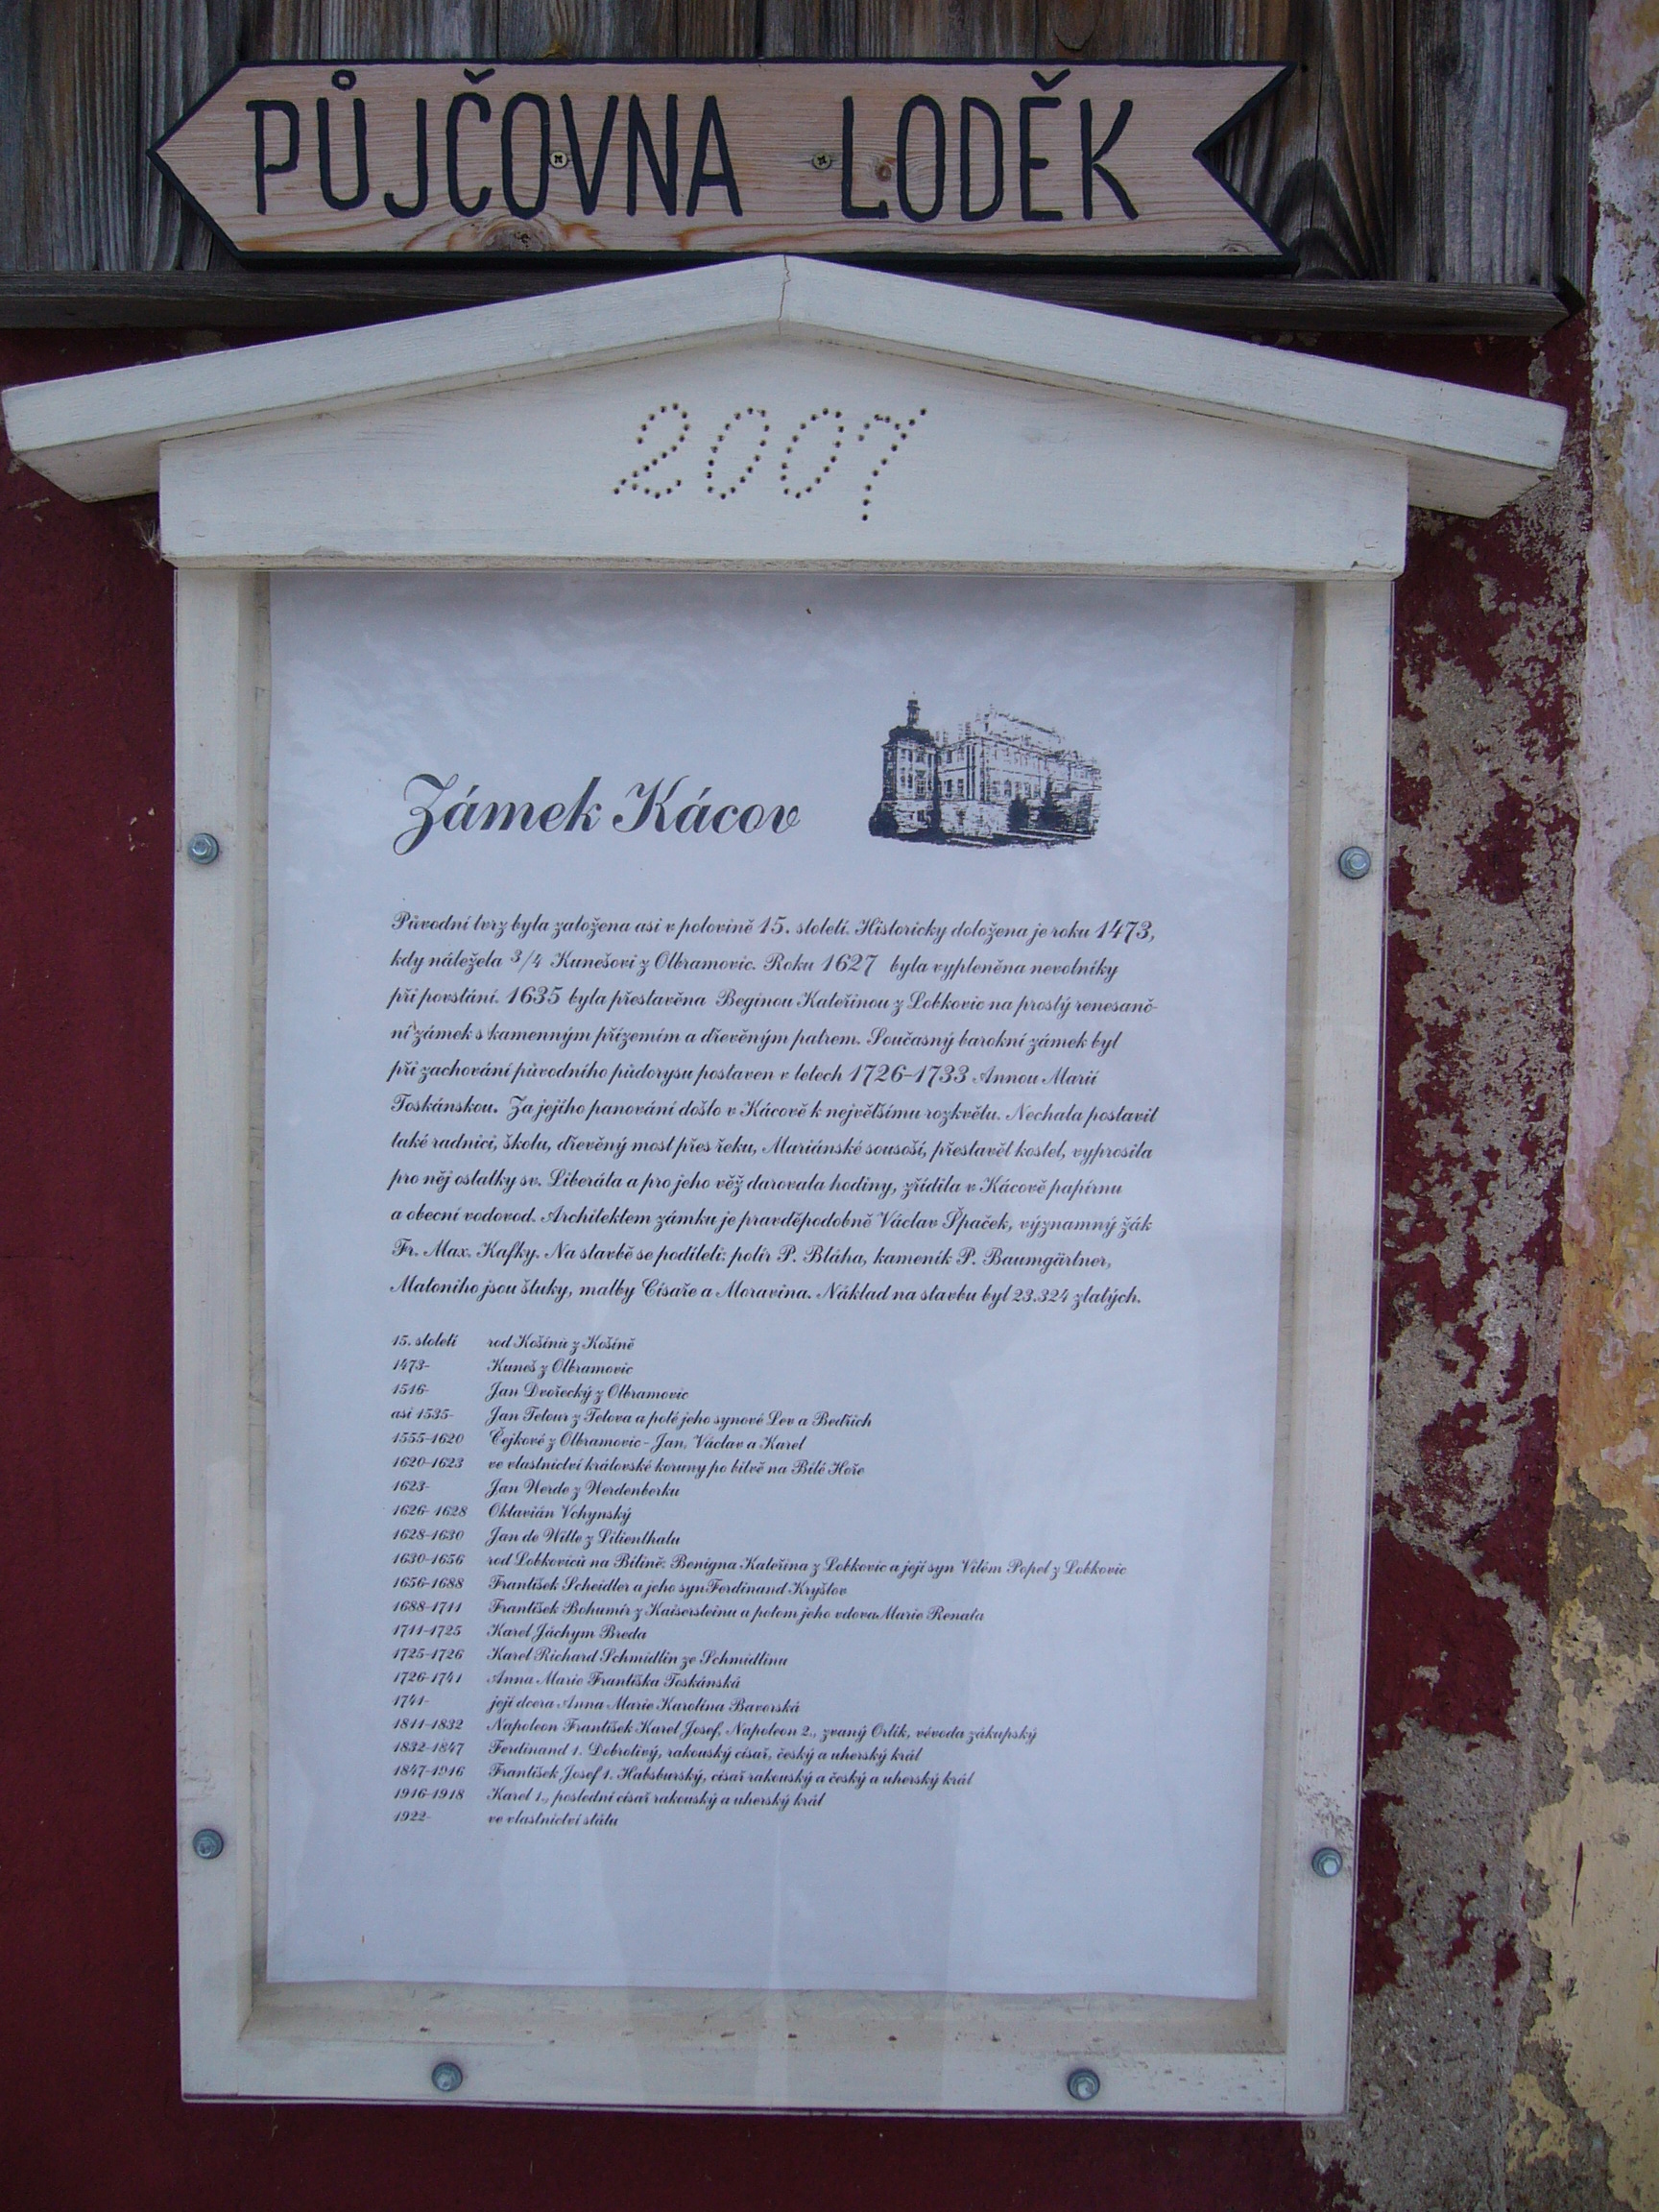 PŮJČOVNA LODĚK
2007
Zámek Kácov
Původní tvrz byla založena asi v polovině 15. století. Historicky doložena je roku 1473,
kdy náležela 3/4 Kunešovi z Olbramovic. Roku 1627 byla vypleněna nevolníky
při povstání. 1635 byla přestavěna Beginou Kateřinou z Lobkovic na prostý renesanč-
ní zámek s kamenným přízemím a dřevěným patrem. Současný barokní zámek byl
při zachování původního půdorysu postaven v letech 1726-1733 Annou Marií
Toskánskou. Za jejího panování došlo v Kácově k největšímu rozkvětu. Nechala postavit
také radnici, školu, dřevěný most přes řeku, Mariánské sousoší, přestavět kostel, vyprosila
pro něj ostatky sv. Liberáta a pro jeho věž darovala hodiny, zřídila v Kácově papírnu
a obecní vodovod. Architektem zámku je pravděpodobně Václav Špaček, významný žák
Fr. Max. Kaňky. Na stavbě se podíleli: polír P. Bláha, kameník P. Baumgärtner,
Maloniho jsou štuky, malby Císaře a Moravina. Náklad na stavbu byl 23.324 zlatých.
15. století rod Košínů z Košíně
1473- Kuneš z Olbramovic
1516- Jan Dvořecký z Olbramovic
asi 1535- Jan Tetour z Tetova a poté jeho synové Lev a Bedřich
1555-1620 Čejkové z Olbramovic - Jan, Václav a Karel
1620-1623 ve vlastnictví královské koruny po bitvě na Bílé Hoře
1623- Jan Werde z Werdenberku
1626-1628 Oktavián Vchynský
1628-1630 Jan de Witte z Lilienthalu
1630-1656 rod Lobkoviců na Bílině: Benigna Kateřina z Lobkovic a její syn Vilém Popel z Lobkovic
1656-1688 František Scheidler a jeho syn Ferdinand Kryštov
1688-1711 František Bohumír z Kaisersteinu a potom jeho vdova Marie Renata
1711-1725 Karel Jáchym Breda
1725-1726 Karel Richard Schmidlin ze Schmidlinu
1726-1741 Anna Marie Františka Toskánská
1741- její dcera Anna Marie Karolína Bavorská
1811-1832 Napoleon František Karel Josef, Napoleon 2., zvaný Orlík, vévoda zákupský
1832-1847 Ferdinand 1. Dobrotivý, rakouský císař, český a uherský král
1847-1916 František Josef 1. Habsburský, císař rakouský a český a uherský král
1916-1918 Karel 1., poslední císař rakouský a uherský král
1922- ve vlastnictví státu